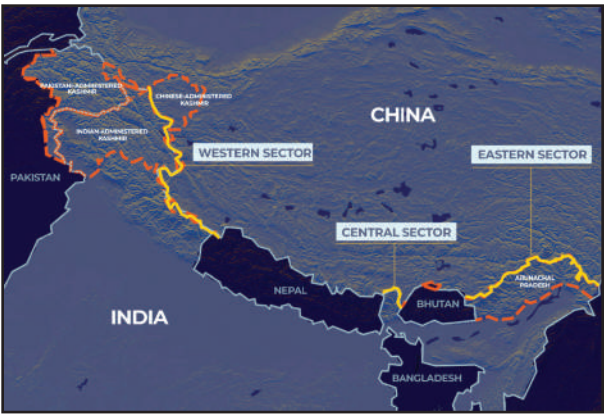 PAKISTANI-ADMINISTERED
KASHMIR
CHINESE-ADMINISTERED
KASHMIR
CHINA
INDIAN ADMINISTERED
KASHMIR
WESTERN SECTOR
EASTERN SECTOR
PAKISTAN
CENTRAL SECTOR
ARUNACHAL
PRADESH
NEPAL
BHUTAN
INDIA
BANGLADESH